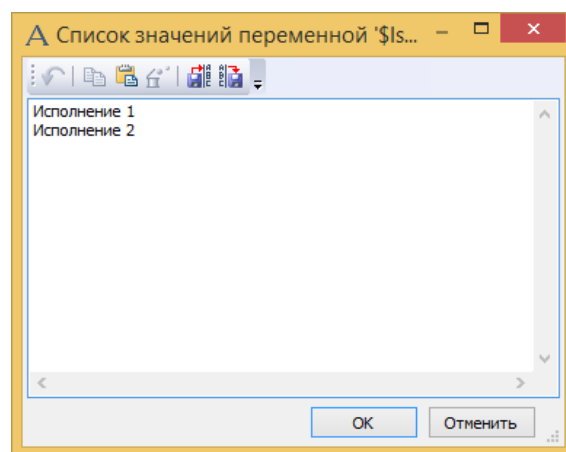 A Список значений переменной '$Is...
Исполнение 1
Исполнение 2
OK
Отменить